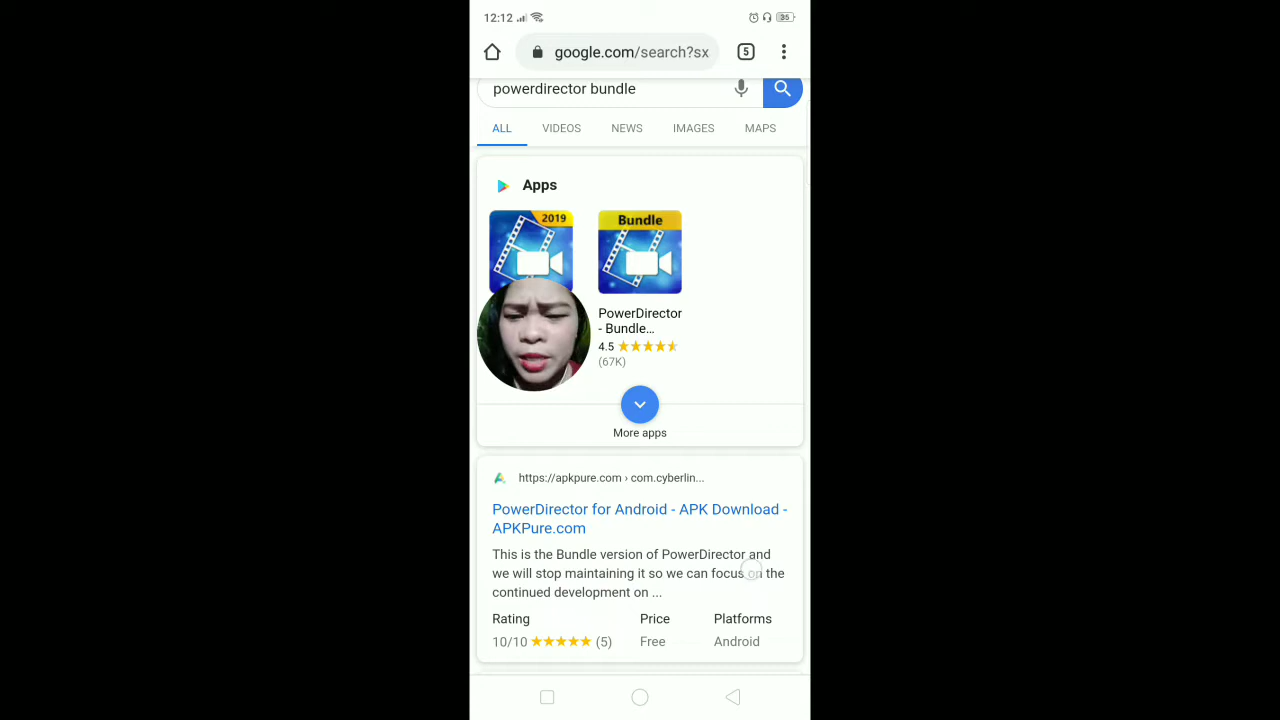 12:12
35
google.com/search?sx
5
powerdirector bundle
ALL VIDEOS NEWS IMAGES MAPS
Apps
2019
Bundle
PowerDirector
- Bundle...
4.5
(67K)
More apps
https://apkpure.com › com.cyberlin...
PowerDirector for Android - APK Download -
APKPure.com
This is the Bundle version of PowerDirector and
we will stop maintaining it so we can focus on the
continued development on ...
Rating Price Platforms
10/10 (5) Free Android